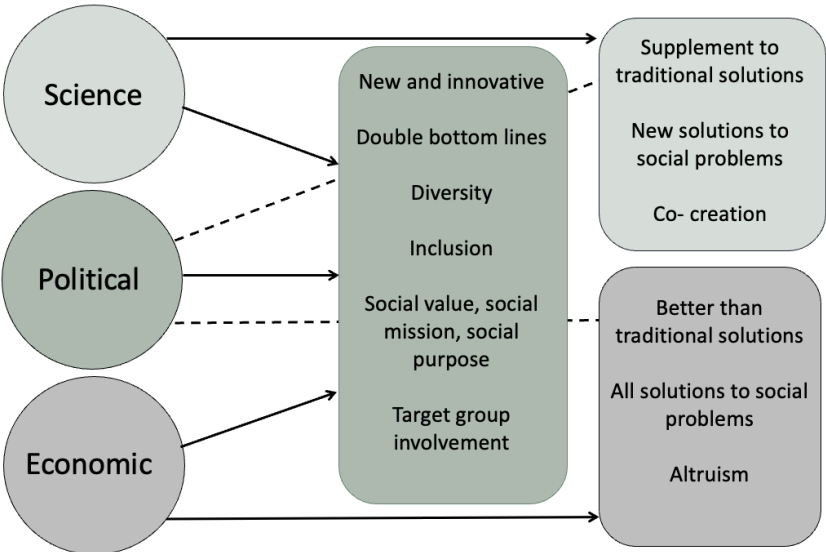 Science
Political
Economic
New and innovative
Double bottom lines
Diversity
Inclusion
Social value, social
mission, social
purpose
Target group
involvement
Supplement to
traditional solutions
New solutions to
social problems
Co- creation
Better than
traditional solutions
All solutions to social
problems
Altruism